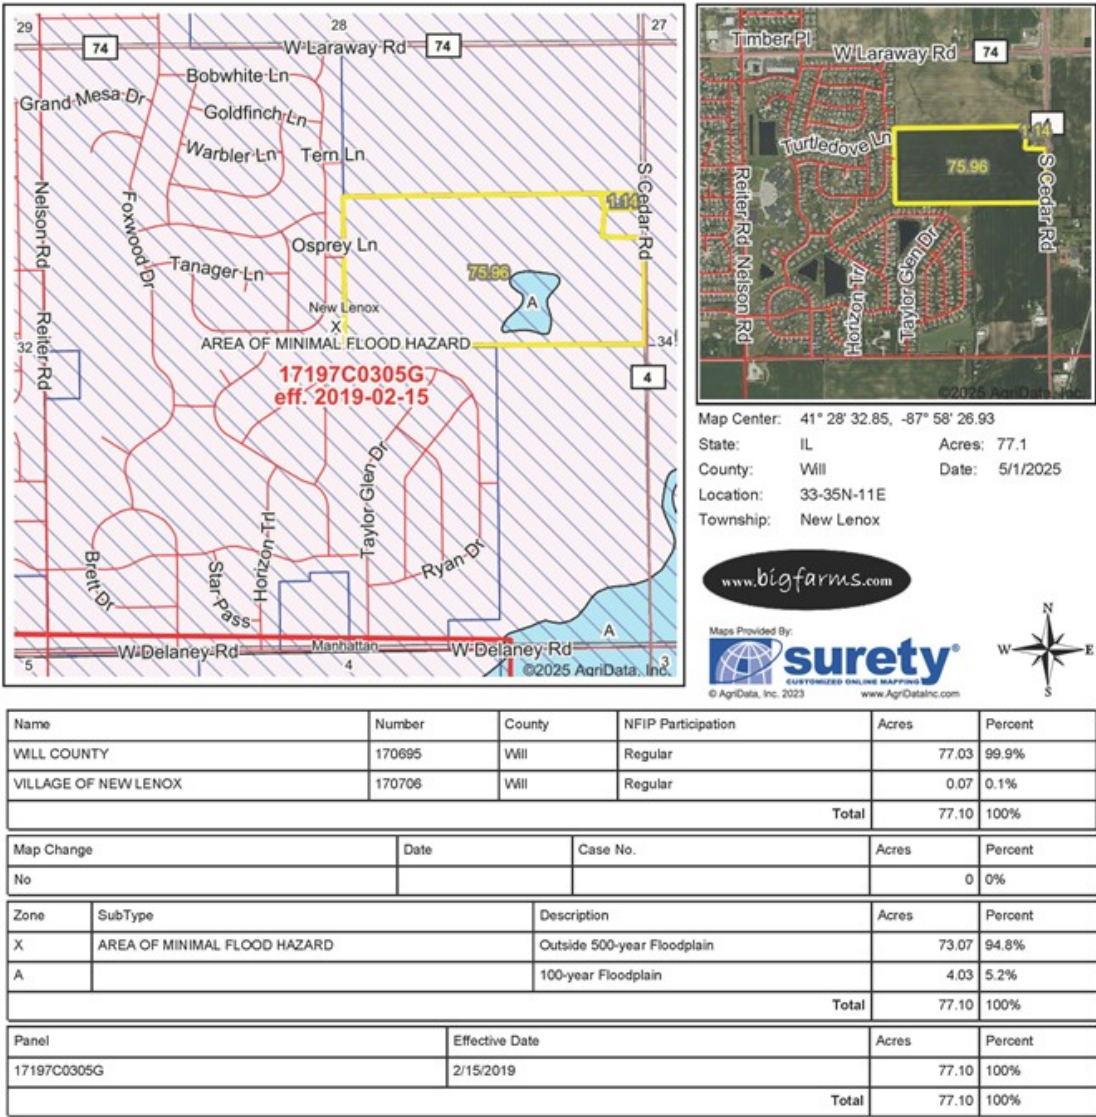 29
28
27
74
W Laraway Rd
74
Bobwhite Ln
Grand Mesa Dr
Goldfinch Ln
Warbler Ln
Tern Ln
Nelson Rd
Foxwood Dr
S Cedar Rd
1.14
Osprey Ln
Tanager Ln
75.96
A
New Lenox
X
AREA OF MINIMAL FLOOD HAZARD
32
34
Reiter Rd
17197C0305G
eff. 2019-02-15
4
Taylor Glen Dr
Horizon Trl
Ryan Dr
Brett Dr
Star Pass
A
W Delaney Rd
Manhattan
W Delaney Rd
5
4
3
©2025 AgriData, Inc.
Timber Pl
W Laraway Rd
74
4
1.14
Turtledove Ln
75.96
S Cedar Rd
Reiter Rd
Nelson Rd
Horizon Trl
Taylor Glen Dr
©2025 AgriData, Inc.
Map Center: 41° 28' 32.85, -87° 58' 26.93
State: IL Acres: 77.1
County: Will Date: 5/1/2025
Location: 33-35N-11E
Township: New Lenox
www.bigfarms.com
Maps Provided By:
surety®
CUSTOMIZED ONLINE MAPPING
© AgriData, Inc. 2023 www.AgriDataInc.com
N
W E
S
Name Number County NFIP Participation Acres Percent
WILL COUNTY 170695 Will Regular 77.03 99.9%
VILLAGE OF NEW LENOX 170706 Will Regular 0.07 0.1%
Total 77.10 100%
Map Change Date Case No. Acres Percent
No 0 0%
Zone SubType Description Acres Percent
X AREA OF MINIMAL FLOOD HAZARD Outside 500-year Floodplain 73.07 94.8%
A 100-year Floodplain 4.03 5.2%
Total 77.10 100%
Panel Effective Date Acres Percent
17197C0305G 2/15/2019 77.10 100%
Total 77.10 100%